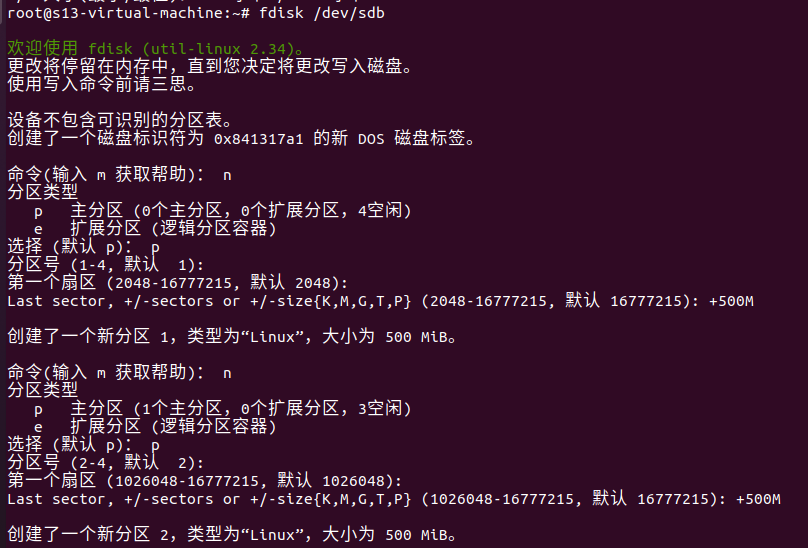 root@s13-virtual-machine:~# fdisk /dev/sdb
欢迎使用 fdisk (util-linux 2.34)。
更改将停留在内存中，直到您决定将更改写入磁盘。
使用写入命令前请三思。
设备不包含可识别的分区表。
创建了一个磁盘标识符为 0x841317a1 的新 DOS 磁盘标签。
命令(输入 m 获取帮助)： n
分区类型
p 主分区 (0个主分区，0个扩展分区，4空闲)
e 扩展分区 (逻辑分区容器)
选择 (默认 p)： p
分区号 (1-4, 默认 1):
第一个扇区 (2048-16777215, 默认 2048):
Last sector, +/-sectors or +/-size{K,M,G,T,P} (2048-16777215, 默认 16777215): +500M
创建了一个新分区 1，类型为“Linux”，大小为 500 MiB。
命令(输入 m 获取帮助)： n
分区类型
p 主分区 (1个主分区，0个扩展分区，3空闲)
e 扩展分区 (逻辑分区容器)
选择 (默认 p)： p
分区号 (2-4, 默认 2):
第一个扇区 (1026048-16777215, 默认 1026048):
Last sector, +/-sectors or +/-size{K,M,G,T,P} (1026048-16777215, 默认 16777215): +500M
创建了一个新分区 2，类型为“Linux”，大小为 500 MiB。